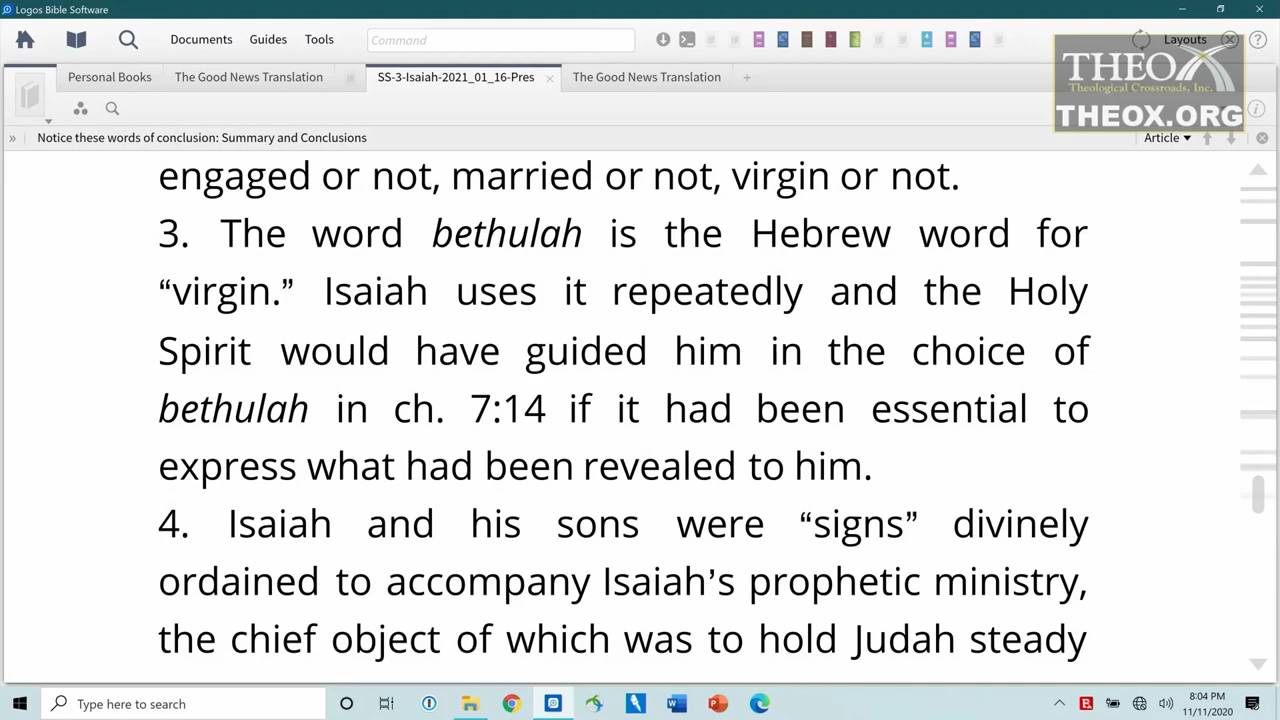 Logos Bible Software
Documents Guides Tools Command Layouts
THEOX
Theological Crossroads, Inc.
THEOX.ORG
Personal Books The Good News Translation SS-3-Isaiah-2021_01_16-Pres The Good News Translation
Notice these words of conclusion: Summary and Conclusions Article
engaged or not, married or not, virgin or not.
3. The word bethulah is the Hebrew word for
“virgin.” Isaiah uses it repeatedly and the Holy
Spirit would have guided him in the choice of
bethulah in ch. 7:14 if it had been essential to
express what had been revealed to him.
4. Isaiah and his sons were “signs” divinely
ordained to accompany Isaiah’s prophetic ministry,
the chief object of which was to hold Judah steady
Type here to search
8:04 PM
11/11/2020